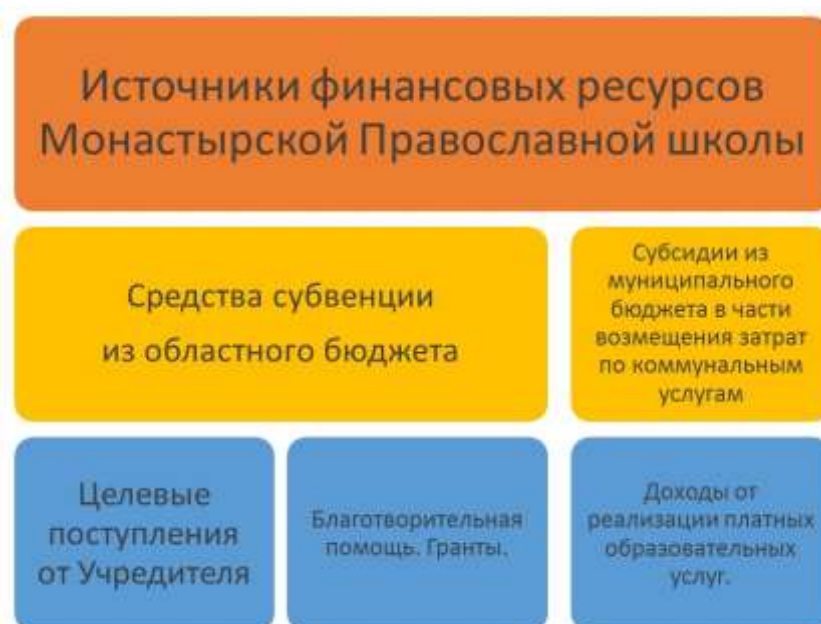 Источники финансовых ресурсов
Монастырской Православной школы
Средства субвенции
из областного бюджета
Субсидии из
муниципального
бюджета в части
возмещения затрат
по коммунальным
услугам
Целевые
поступления
от Учредителя
Благотворительная
помощь. Гранты.
Доходы от
реализации платных
образовательных
услуг.